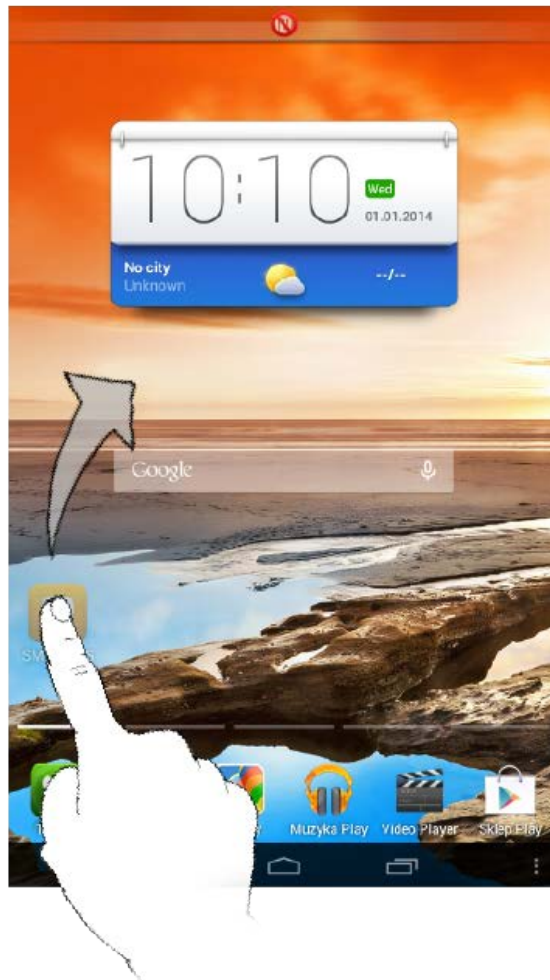 10:10
Wed
01.01.2014
No city
Unknown
--/--
Google
Muzyka Play
Video Player
Sklep Play